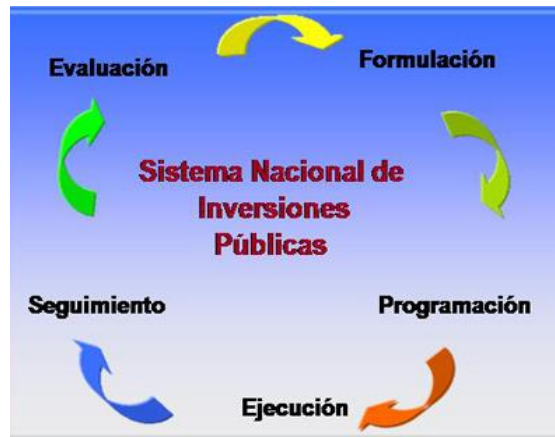 Evaluación
Formulación
Sistema Nacional de
Inversiones
Públicas
Seguimiento
Programación
Ejecución